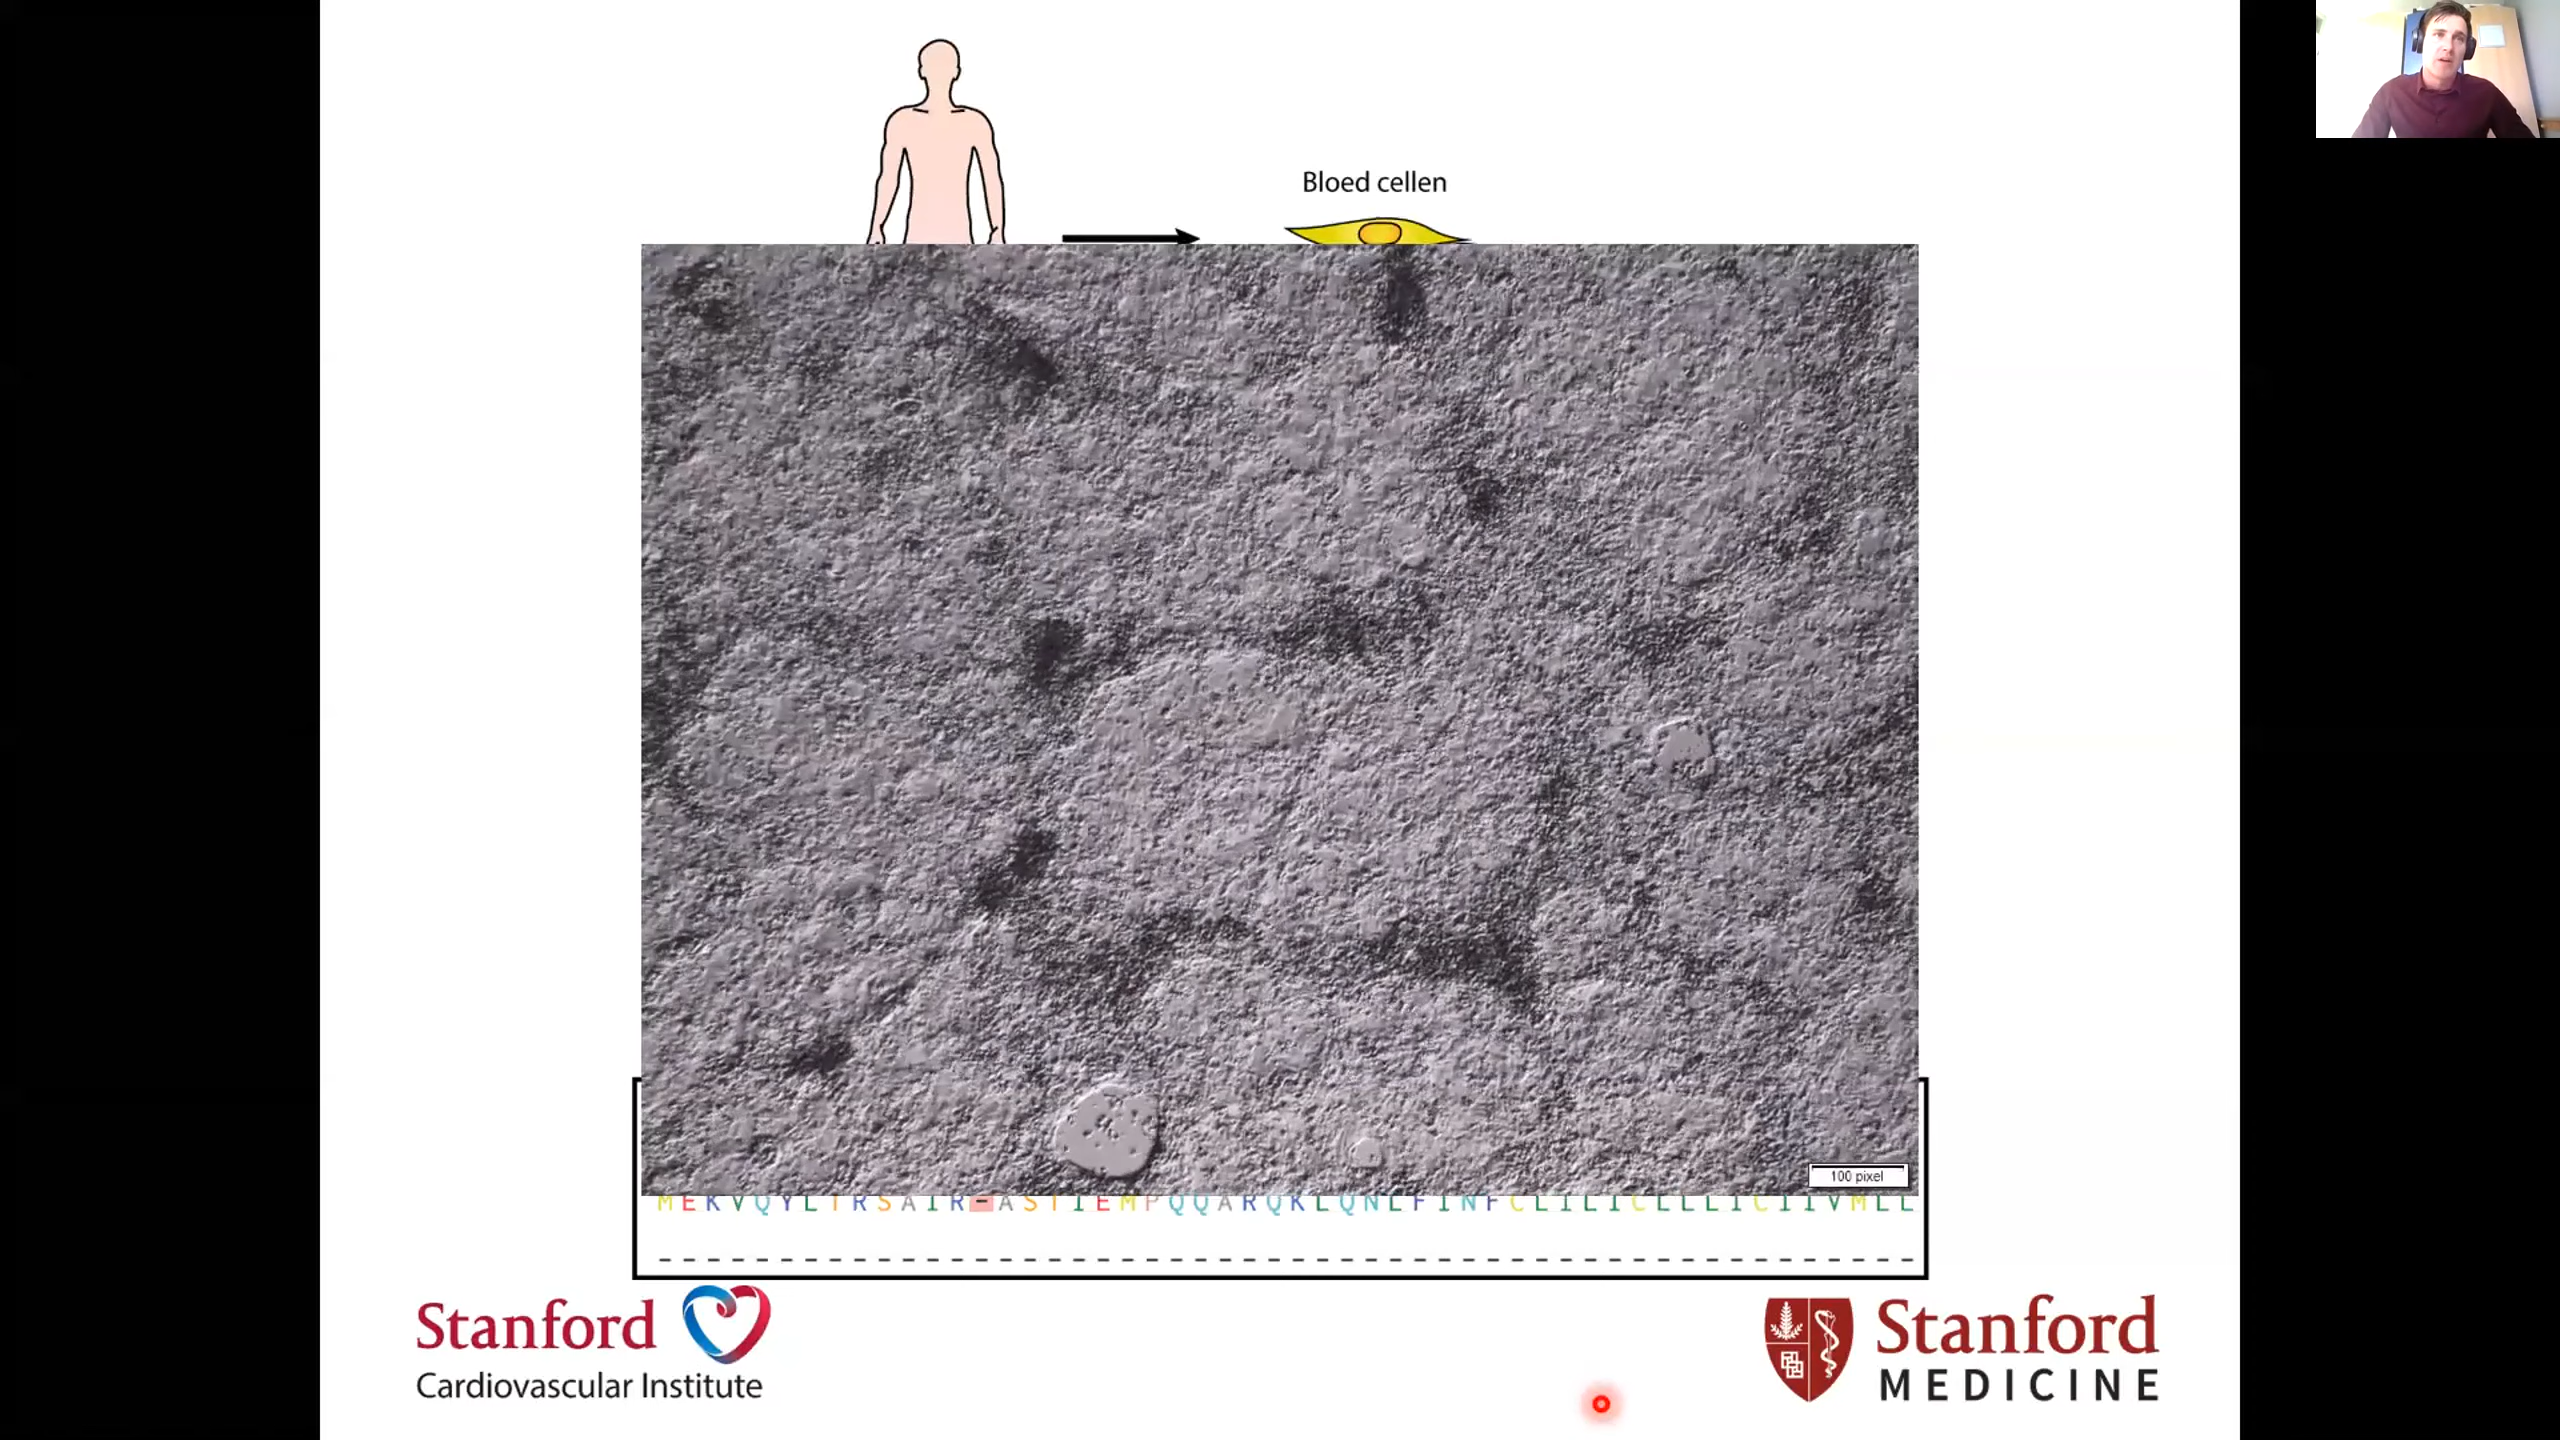 Bloed cellen
100 pixel
M E K V Q Y L T R S A I R - A S T I E M P Q Q A R Q K L Q N L F I N F C L I L I C L L L I C I I V M L L
- - - - - - - - - - - - - - - - - - - - - - - - - - - - - - - - - - - - - - - - - - - - - - - - - - - -
Stanford
Cardiovascular Institute
Stanford
MEDICINE